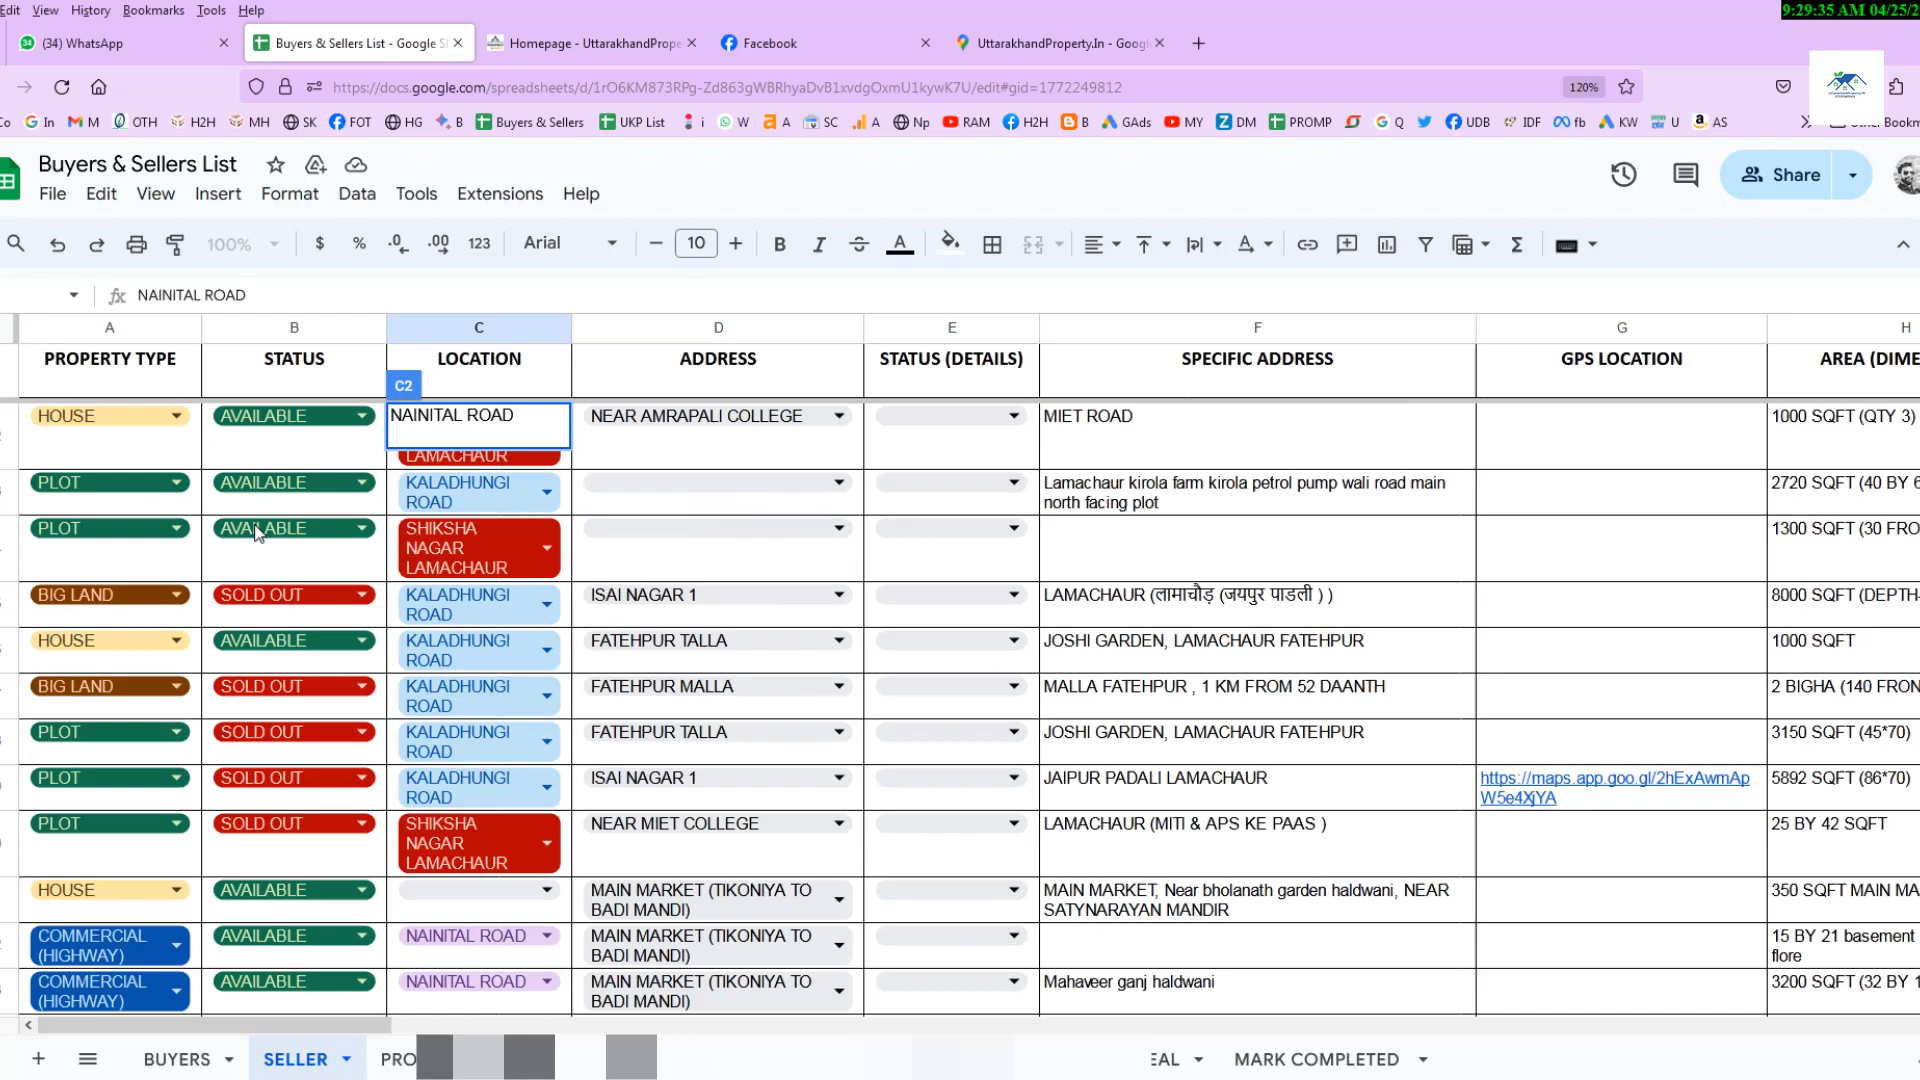 Edit View History Bookmarks Tools Help
9:29:35 AM 04/25/2
(34) WhatsApp
Buyers & Sellers List - Google S
Homepage - UttarakhandPrope
Facebook
UttarakhandProperty.In - Goog
https://docs.google.com/spreadsheets/d/1rO6KM873RPg-Zd863gWBRhyaDvB1xvdgOxmU1kywK7U/edit#gid=1772249812
120%
Co In M OTH H2H MH SK FOT HG B Buyers & Sellers UKP List i W A SC A Np RAM H2H B GAds MY DM PROMP Q UDB IDF fb KW U AS Other Bookm
Buyers & Sellers List
Share
File Edit View Insert Format Data Tools Extensions Help
100% $ % .0 .00 123 Arial 10 B I A
fx NAINITAL ROAD
A B C D E F G H
PROPERTY TYPE STATUS LOCATION ADDRESS STATUS (DETAILS) SPECIFIC ADDRESS GPS LOCATION AREA (DIME
C2
HOUSE AVAILABLE NAINITAL ROAD NEAR AMRAPALI COLLEGE MIET ROAD 1000 SQFT (QTY 3)
LAMACHAUR
PLOT AVAILABLE KALADHUNGI Lamachaur kirola farm kirola petrol pump wali road main 2720 SQFT (40 BY 6
ROAD north facing plot
PLOT AVAILABLE SHIKSHA 1300 SQFT (30 FRO
NAGAR
LAMACHAUR
BIG LAND SOLD OUT KALADHUNGI ISAI NAGAR 1 LAMACHAUR (लामाचौड़ (जयपुर पाडली ) ) 8000 SQFT (DEPTH-
ROAD
HOUSE AVAILABLE KALADHUNGI FATEHPUR TALLA JOSHI GARDEN, LAMACHAUR FATEHPUR 1000 SQFT
ROAD
BIG LAND SOLD OUT KALADHUNGI FATEHPUR MALLA MALLA FATEHPUR , 1 KM FROM 52 DAANTH 2 BIGHA (140 FRON
ROAD
PLOT SOLD OUT KALADHUNGI FATEHPUR TALLA JOSHI GARDEN, LAMACHAUR FATEHPUR 3150 SQFT (45*70)
ROAD
PLOT SOLD OUT KALADHUNGI ISAI NAGAR 1 JAIPUR PADALI LAMACHAUR https://maps.app.goo.gl/2hExAwmAp 5892 SQFT (86*70)
ROAD W5e4XjYA
PLOT SOLD OUT SHIKSHA NEAR MIET COLLEGE LAMACHAUR (MITI & APS KE PAAS ) 25 BY 42 SQFT
NAGAR
LAMACHAUR
HOUSE AVAILABLE MAIN MARKET (TIKONIYA TO MAIN MARKET, Near bholanath garden haldwani, NEAR 350 SQFT MAIN MA
BADI MANDI) SATYNARAYAN MANDIR
COMMERCIAL AVAILABLE NAINITAL ROAD MAIN MARKET (TIKONIYA TO 15 BY 21 basement
(HIGHWAY) BADI MANDI) flore
COMMERCIAL AVAILABLE NAINITAL ROAD MAIN MARKET (TIKONIYA TO Mahaveer ganj haldwani 3200 SQFT (32 BY 1
(HIGHWAY) BADI MANDI)
BUYERS SELLER PRO EAL MARK COMPLETED